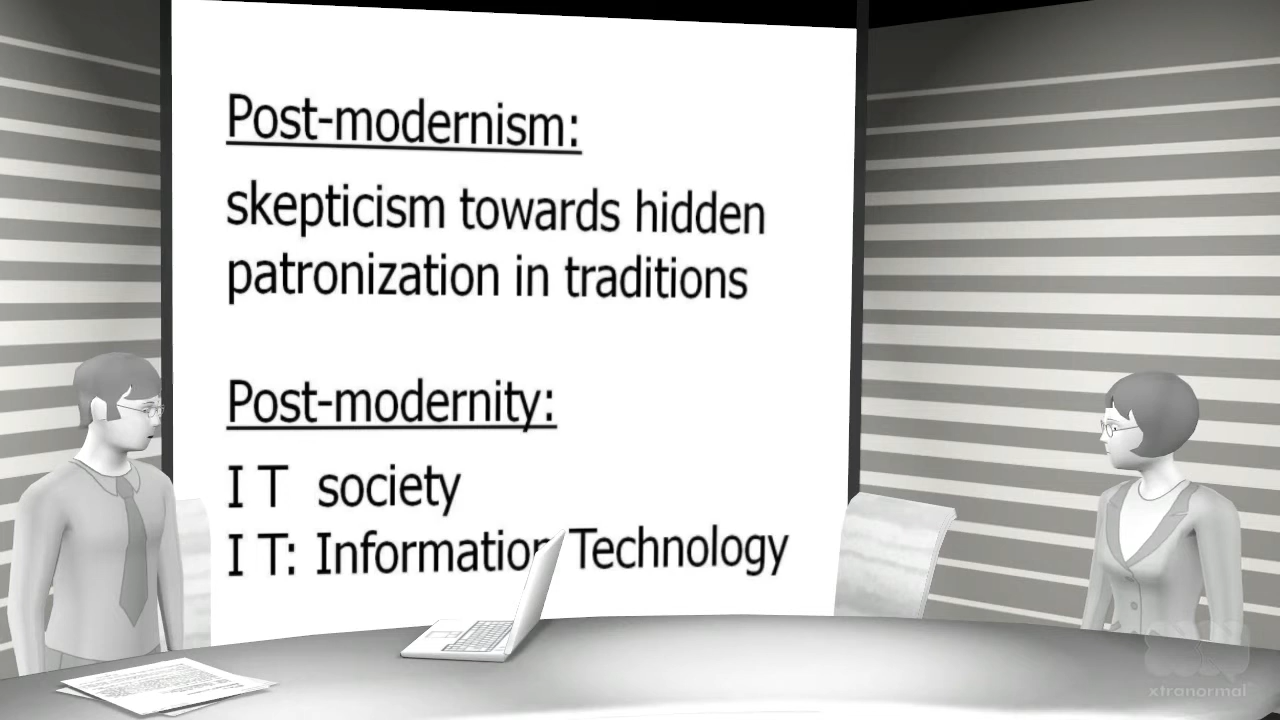 Post-modernism:
skepticism towards hidden
patronization in traditions
Post-modernity:
I T society
I T: Information Technology
xtranormal